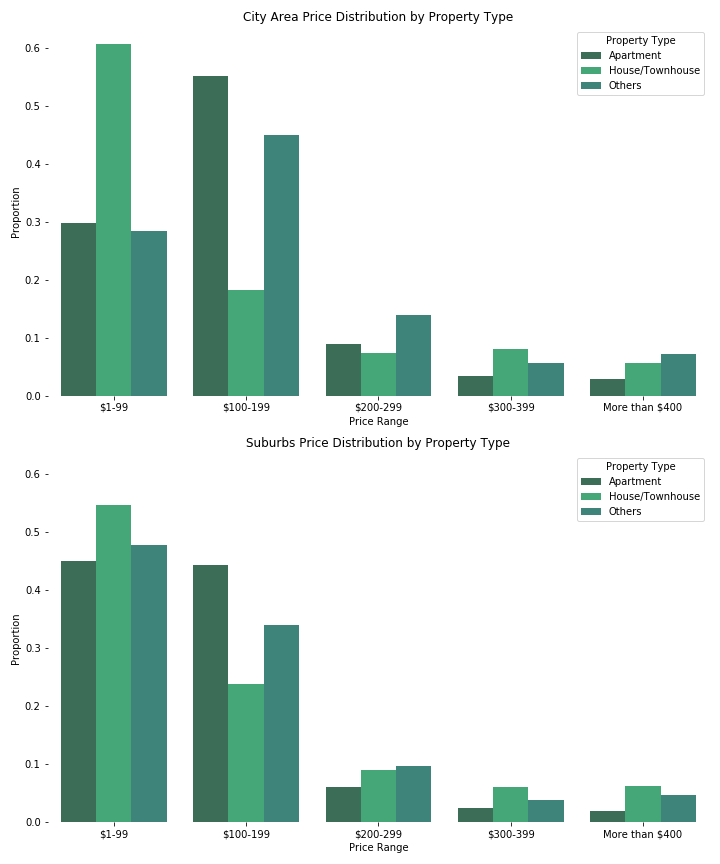 City Area Price Distribution by Property Type
Property Type
Apartment
House/Townhouse
Others
Proportion
0.6
0.5
0.4
0.3
0.2
0.1
0.0
$1-99 $100-199 $200-299 $300-399 More than $400
Price Range
Suburbs Price Distribution by Property Type
Property Type
Apartment
House/Townhouse
Others
Proportion
0.6
0.5
0.4
0.3
0.2
0.1
0.0
$1-99 $100-199 $200-299 $300-399 More than $400
Price Range